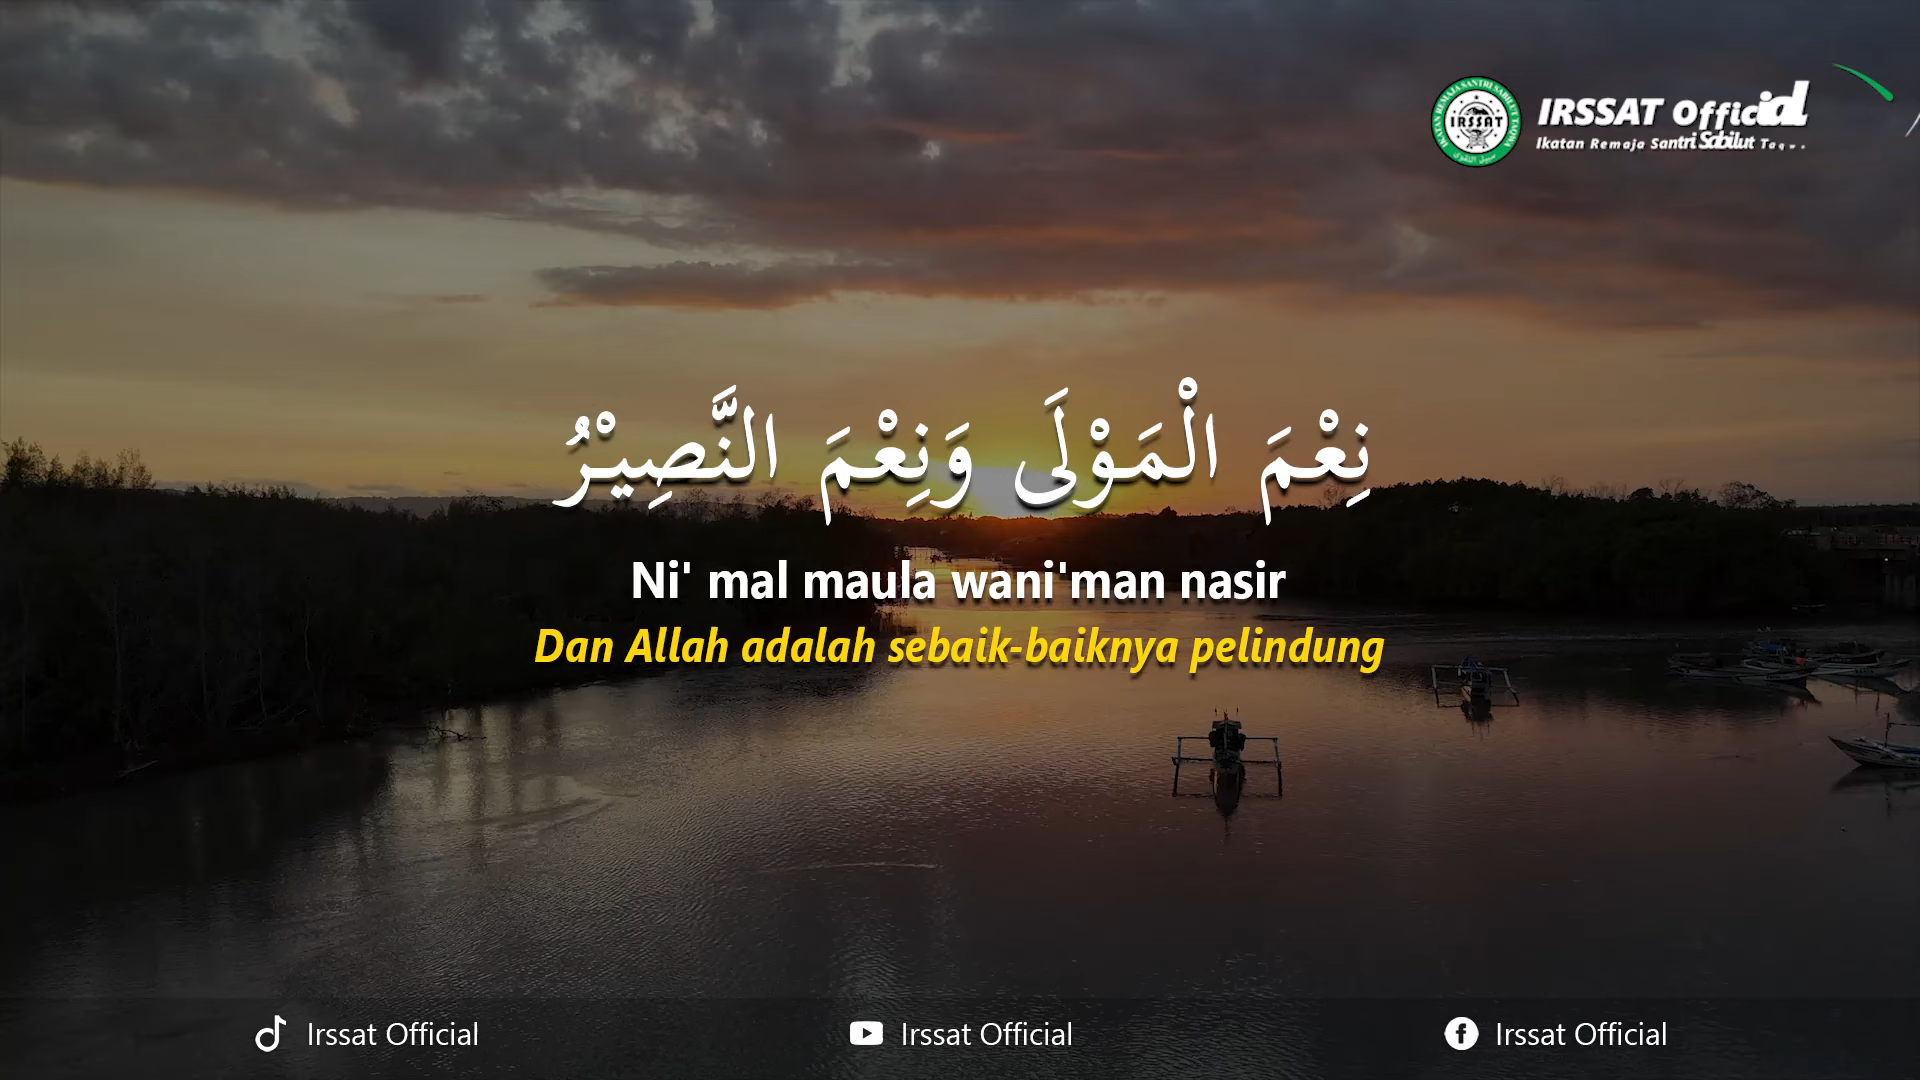 IRSSAT Official
Ikatan Remaja Santri Sabilut
IRSSAT
نِعْمَ الْمَوْلَى وَنِعْمَ النَّصِيْرُ
Ni' mal maula wani'man nasir
Dan Allah adalah sebaik-baiknya pelindung
Irssat Official
Irssat Official
Irssat Official